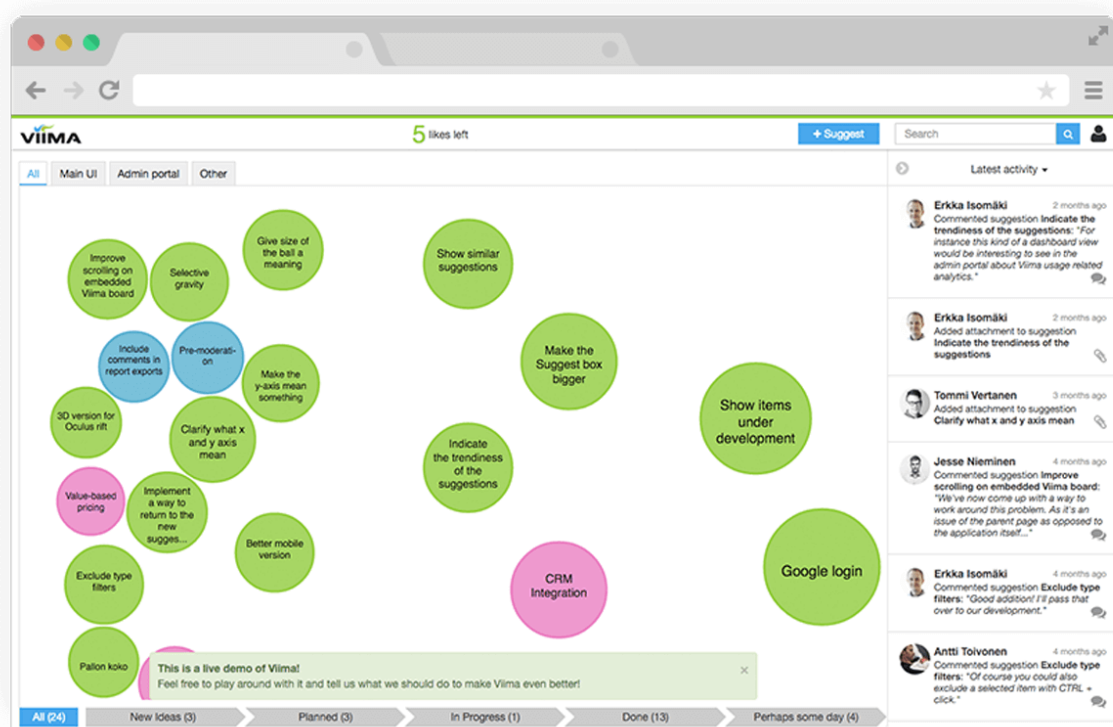 VIIMA
5 likes left
+ Suggest
Search
All
Main UI
Admin portal
Other
Latest activity
Improve
scrolling on
embedded
Viima board
Selective
gravity
Give size of
the ball a
meaning
Show similar
suggestions
Include
comments in
report exports
Pre-moderati-
on
Make the
y-axis mean
something
Make the
Suggest box
bigger
3D version for
Oculus rift
Clarify what x
and y axis
mean
Show items
under
development
Indicate
the trendiness
of the
suggestions
Value-based
pricing
Implement
a way to
return to the
new
sugges...
Better mobile
version
Exclude type
filters
CRM
Integration
Google login
Pallon koko
This is a live demo of Viima!
Feel free to play around with it and tell us what we should do to make Viima even better!
×
All (24)
New Ideas (3)
Planned (3)
In Progress (1)
Done (13)
Perhaps some day (4)
Erkka Isomäki 2 months ago
Commented suggestion Indicate the
trendiness of the suggestions: "For
instance this kind of a dashboard view
would be interesting to see in the
admin portal about Viima usage related
analytics."
Erkka Isomäki 2 months ago
Added attachment to suggestion
Indicate the trendiness of the
suggestions
Tommi Vertanen 3 months ago
Added attachment to suggestion
Clarify what x and y axis mean
Jesse Nieminen 4 months ago
Commented suggestion Improve
scrolling on embedded Viima board:
"We've now come up with a way to
work around this problem. As it's an
issue of the parent page as opposed to
the application itself..."
Erkka Isomäki 4 months ago
Commented suggestion Exclude type
filters: "Good addition! I'll pass that
over to our development."
Antti Toivonen 4 months ago
Commented suggestion Exclude type
filters: "Of course you could also
exclude a selected item with CTRL +
click."